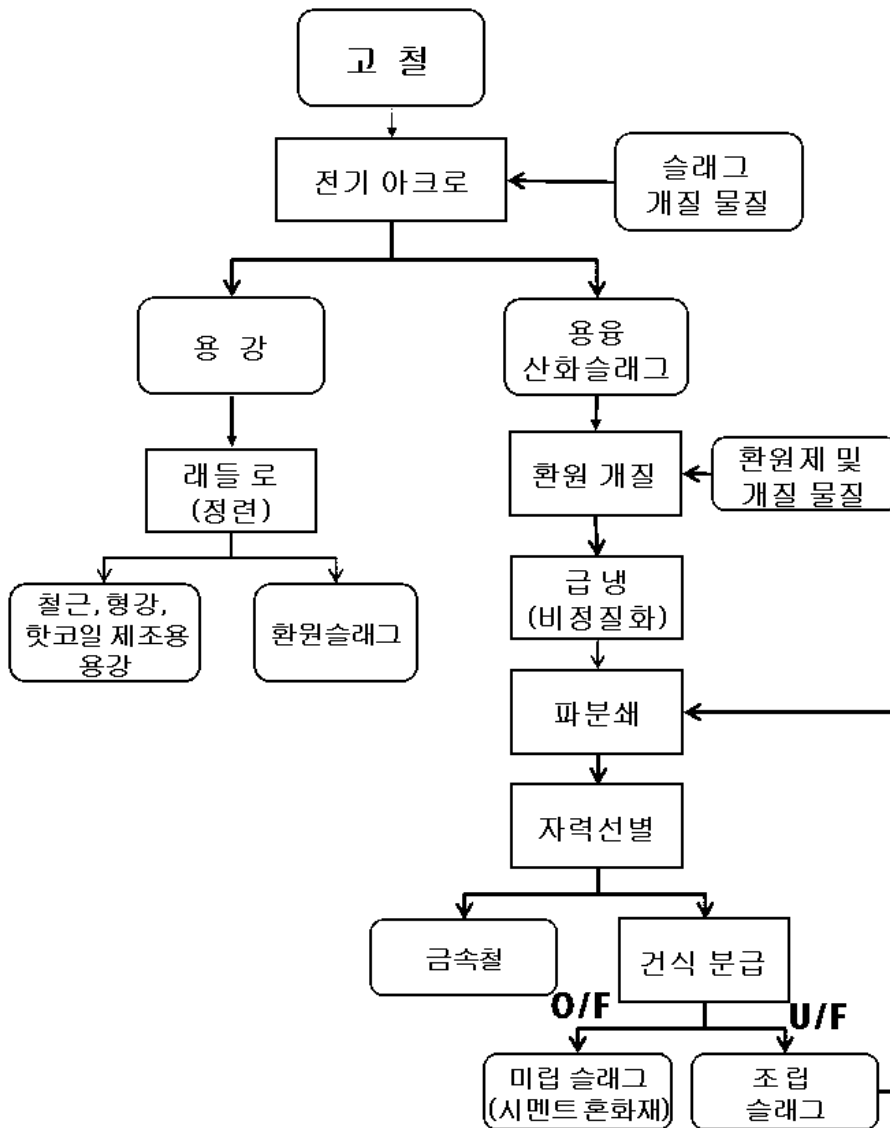 고 철
전기 아크로
슬래그
개질 물질
용 강
용융
산화슬래그
래들 로
(정련)
환원 개질
환원제 및
개질 물질
철근, 형강,
핫코일 제조용
용강
환원슬래그
급 냉
(비정질화)
파분쇄
자력선별
금속철
건식 분급
O/F
U/F
미립 슬래그
(시멘트 혼화재)
조 립
슬래그